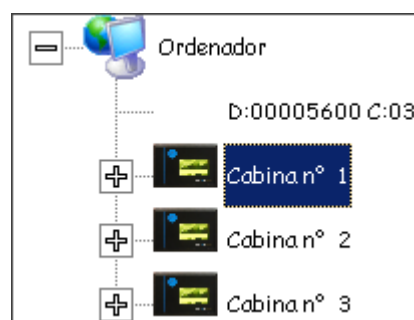 Ordenador
D:00005600 C:03
Cabina nº 1
Cabina nº 2
Cabina nº 3